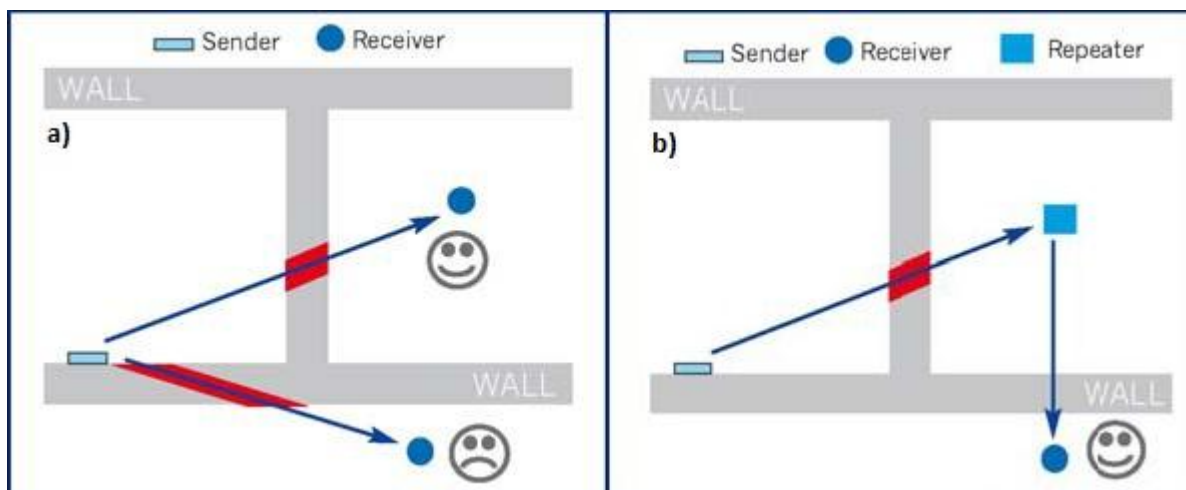 Sender Receiver
WALL
a)
WALL
Sender Receiver Repeater
WALL
b)
WALL